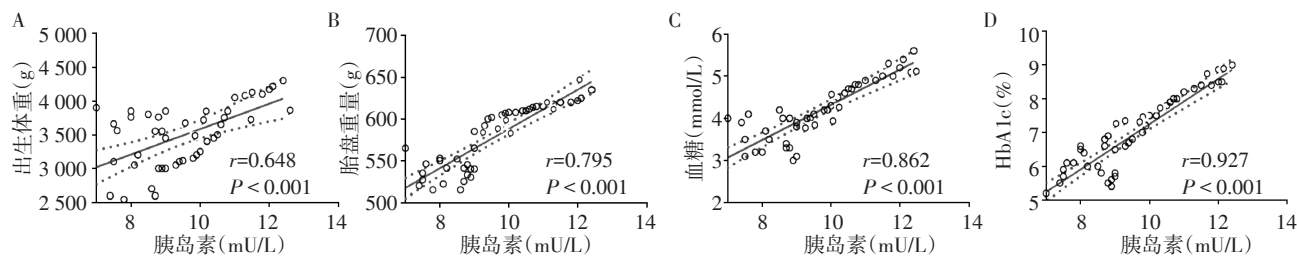 A
出生体重(g)
5 000
4 500
4 000
3 500
3 000
2 500
r=0.648
P < 0.001
8 10 12 14
胰岛素(mU/L)
B
胎盘重量(g)
700
650
600
550
500
r=0.795
P < 0.001
8 10 12 14
胰岛素(mU/L)
C
血糖(mmol/L)
6
5
4
3
2
r=0.862
P < 0.001
8 10 12 14
胰岛素(mU/L)
D
HbA1c(%)
10
9
8
7
6
5
r=0.927
P < 0.001
8 10 12 14
胰岛素(mU/L)